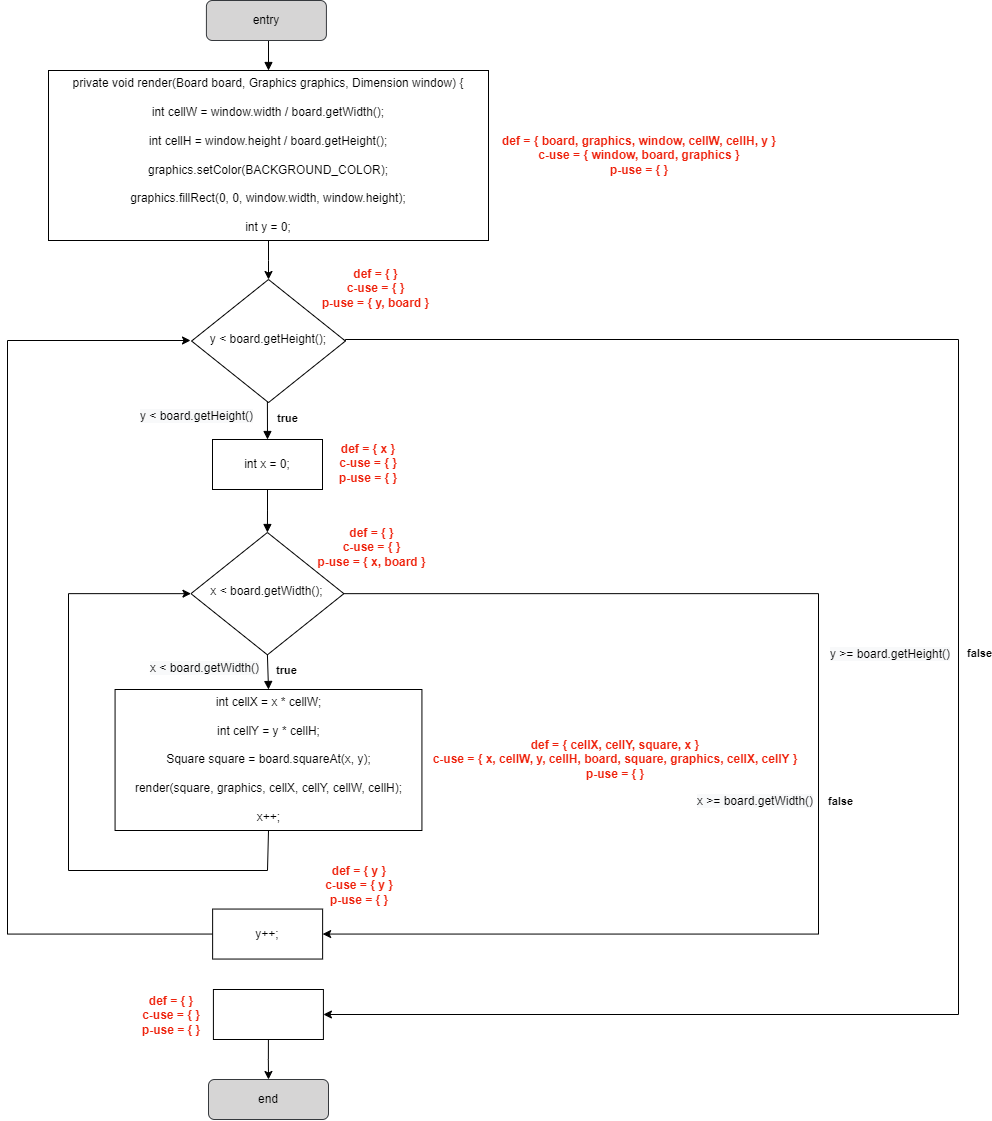 entry
private void render(Board board, Graphics graphics, Dimension window) {
int cellW = window.width / board.getWidth();
int cellH = window.height / board.getHeight();
graphics.setColor(BACKGROUND_COLOR);
graphics.fillRect(0, 0, window.width, window.height);
int y = 0;
def = { board, graphics, window, cellW, cellH, y }
c-use = { window, board, graphics }
p-use = { }
def = { }
c-use = { }
p-use = { y, board }
y < board.getHeight();
y < board.getHeight()
true
int x = 0;
def = { x }
c-use = { }
p-use = { }
def = { }
c-use = { }
p-use = { x, board }
x < board.getWidth();
x < board.getWidth()
true
y >= board.getHeight()
false
int cellX = x * cellW;
int cellY = y * cellH;
Square square = board.squareAt(x, y);
render(square, graphics, cellX, cellY, cellW, cellH);
x++;
def = { cellX, cellY, square, x }
c-use = { x, cellW, y, cellH, board, square, graphics, cellX, cellY }
p-use = { }
x >= board.getWidth()
false
def = { y }
c-use = { y }
p-use = { }
y++;
def = { }
c-use = { }
p-use = { }
end